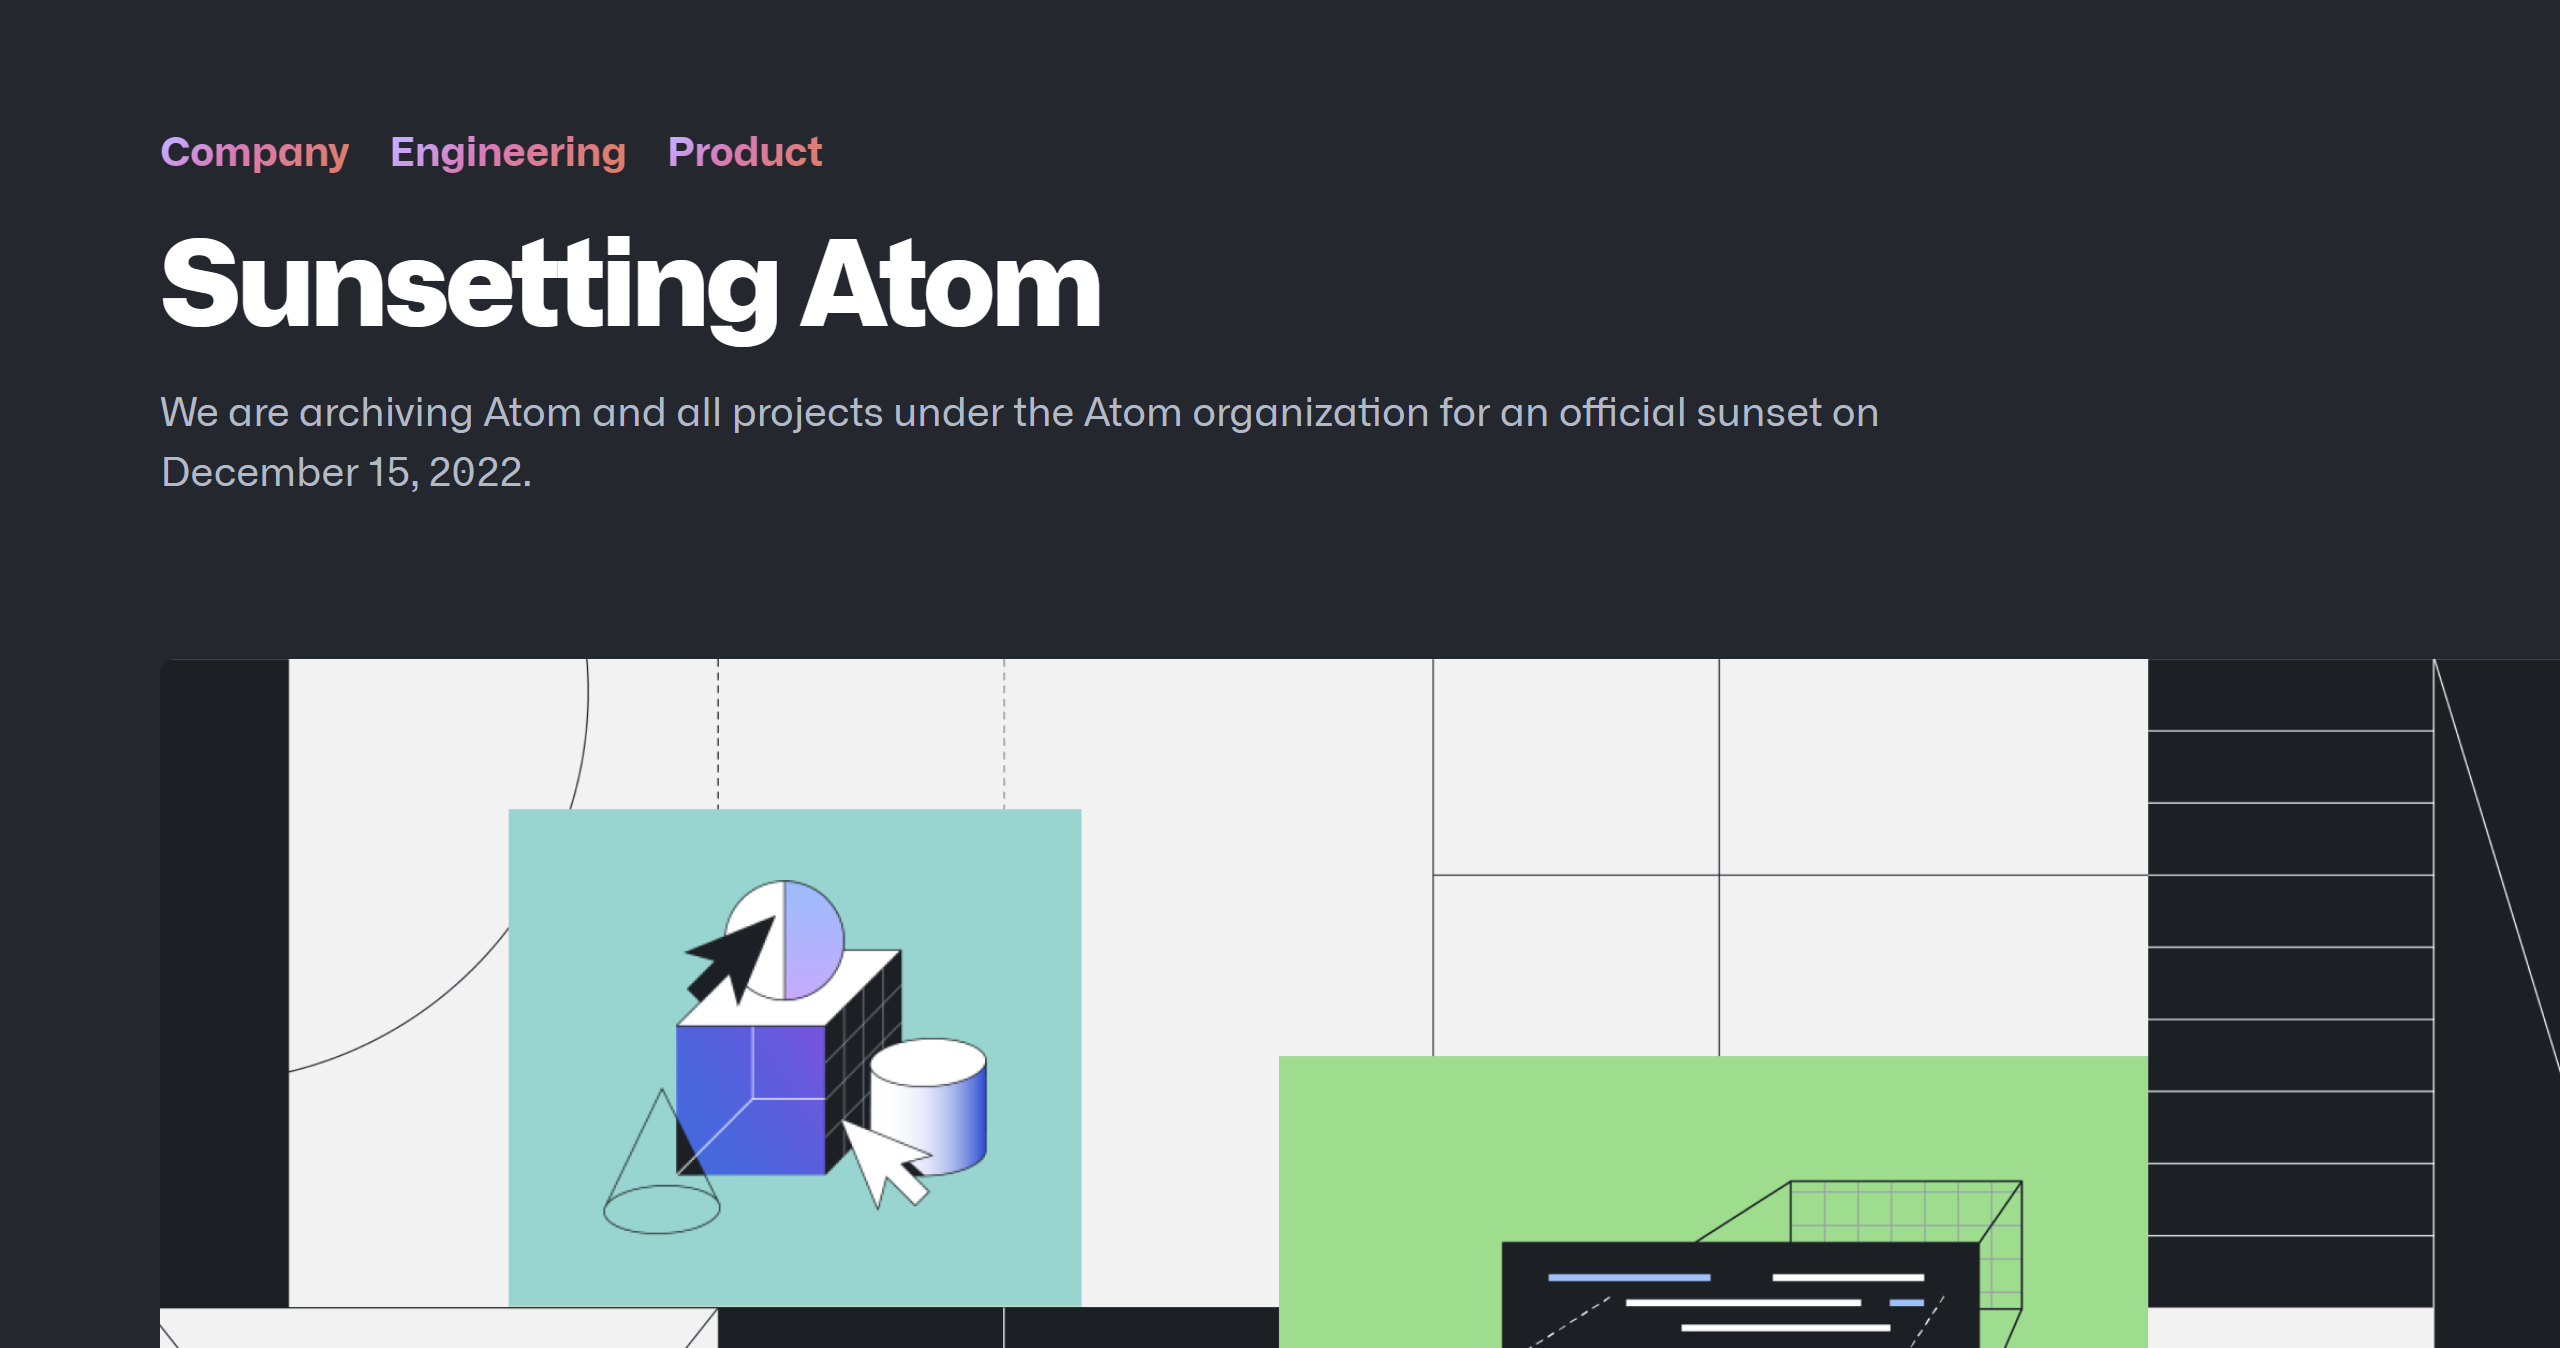 Company Engineering Product
Sunsetting Atom
We are archiving Atom and all projects under the Atom organization for an official sunset on
December 15, 2022.